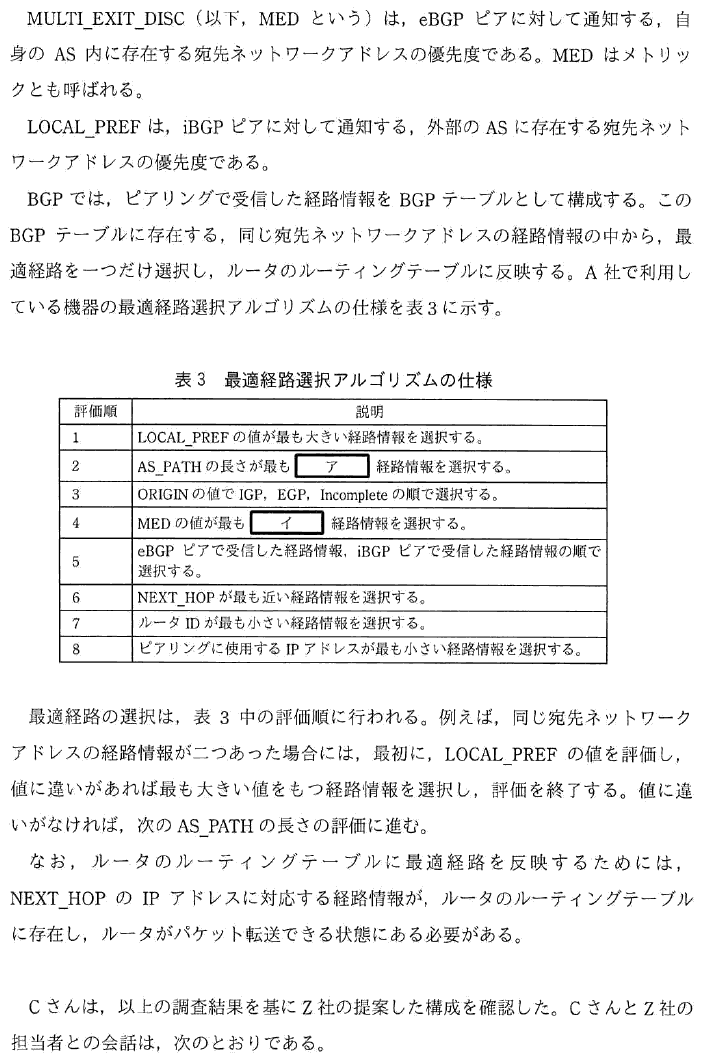 MULTI_EXIT_DISC（以下，MED という）は，eBGP ピアに対して通知する，自
身の AS 内に存在する宛先ネットワークアドレスの優先度である。MED はメトリッ
クとも呼ばれる。
LOCAL_PREF は，iBGP ピアに対して通知する，外部の AS に存在する宛先ネット
ワークアドレスの優先度である。
BGP では，ピアリングで受信した経路情報を BGP テーブルとして構成する。この
BGP テーブルに存在する，同じ宛先ネットワークアドレスの経路情報の中から，最
適経路を一つだけ選択し，ルータのルーティングテーブルに反映する。A 社で利用し
ている機器の最適経路選択アルゴリズムの仕様を表 3 に示す。
表 3　最適経路選択アルゴリズムの仕様
評価順 説明
1 LOCAL_PREF の値が最も大きい経路情報を選択する。
2 AS_PATH の長さが最も ア 経路情報を選択する。
3 ORIGIN の値で IGP，EGP，Incomplete の順で選択する。
4 MED の値が最も イ 経路情報を選択する。
5 eBGP ピアで受信した経路情報，iBGP ピアで受信した経路情報の順で
選択する。
6 NEXT_HOP が最も近い経路情報を選択する。
7 ルータ ID が最も小さい経路情報を選択する。
8 ピアリングに使用する IP アドレスが最も小さい経路情報を選択する。
最適経路の選択は，表 3 中の評価順に行われる。例えば，同じ宛先ネットワーク
アドレスの経路情報が二つあった場合には，最初に，LOCAL_PREF の値を評価し，
値に違いがあれば最も大きい値をもつ経路情報を選択し，評価を終了する。値に違
いがなければ，次の AS_PATH の長さの評価に進む。
なお，ルータのルーティングテーブルに最適経路を反映するためには，
NEXT_HOP の IP アドレスに対応する経路情報が，ルータのルーティングテーブル
に存在し，ルータがパケット転送できる状態にある必要がある。
C さんは，以上の調査結果を基に Z 社の提案した構成を確認した。C さんと Z 社の
担当者との会話は，次のとおりである。